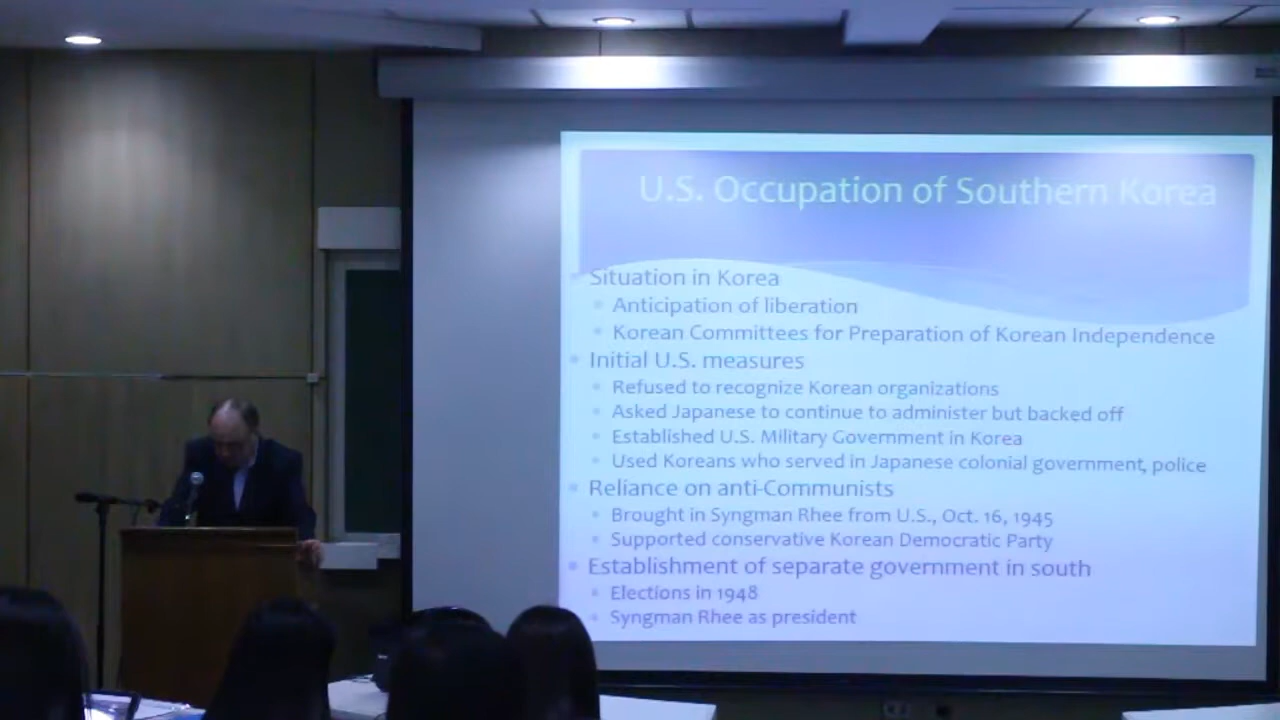 U.S. Occupation of Southern Korea
Situation in Korea
Anticipation of liberation
Korean Committees for Preparation of Korean Independence
Initial U.S. measures
Refused to recognize Korean organizations
Asked Japanese to continue to administer but backed off
Established U.S. Military Government in Korea
Used Koreans who served in Japanese colonial government, police
Reliance on anti-Communists
Brought in Syngman Rhee from U.S., Oct. 16, 1945
Supported conservative Korean Democratic Party
Establishment of separate government in south
Elections in 1948
Syngman Rhee as president